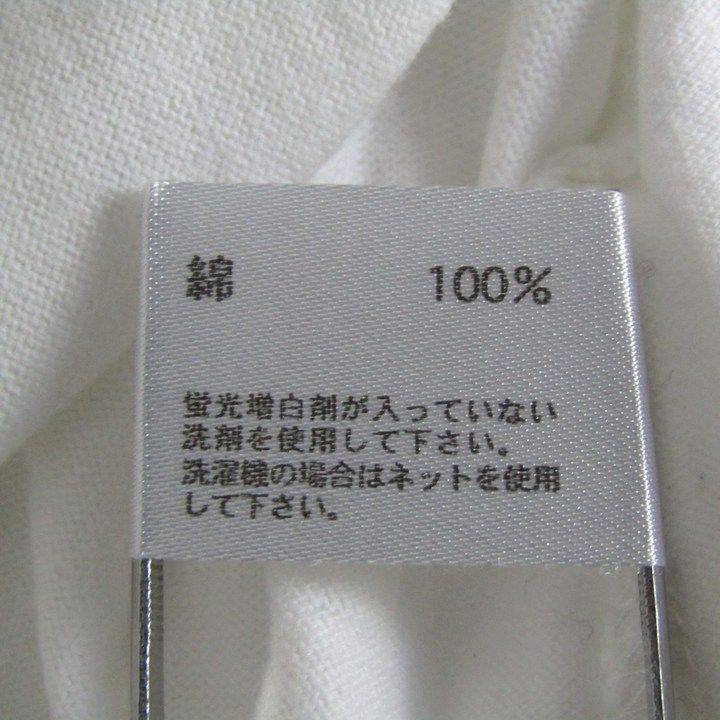 綿 100%
蛍光増白剤が入っていない
洗剤を使用して下さい。
洗濯機の場合はネットを使用
して下さい。